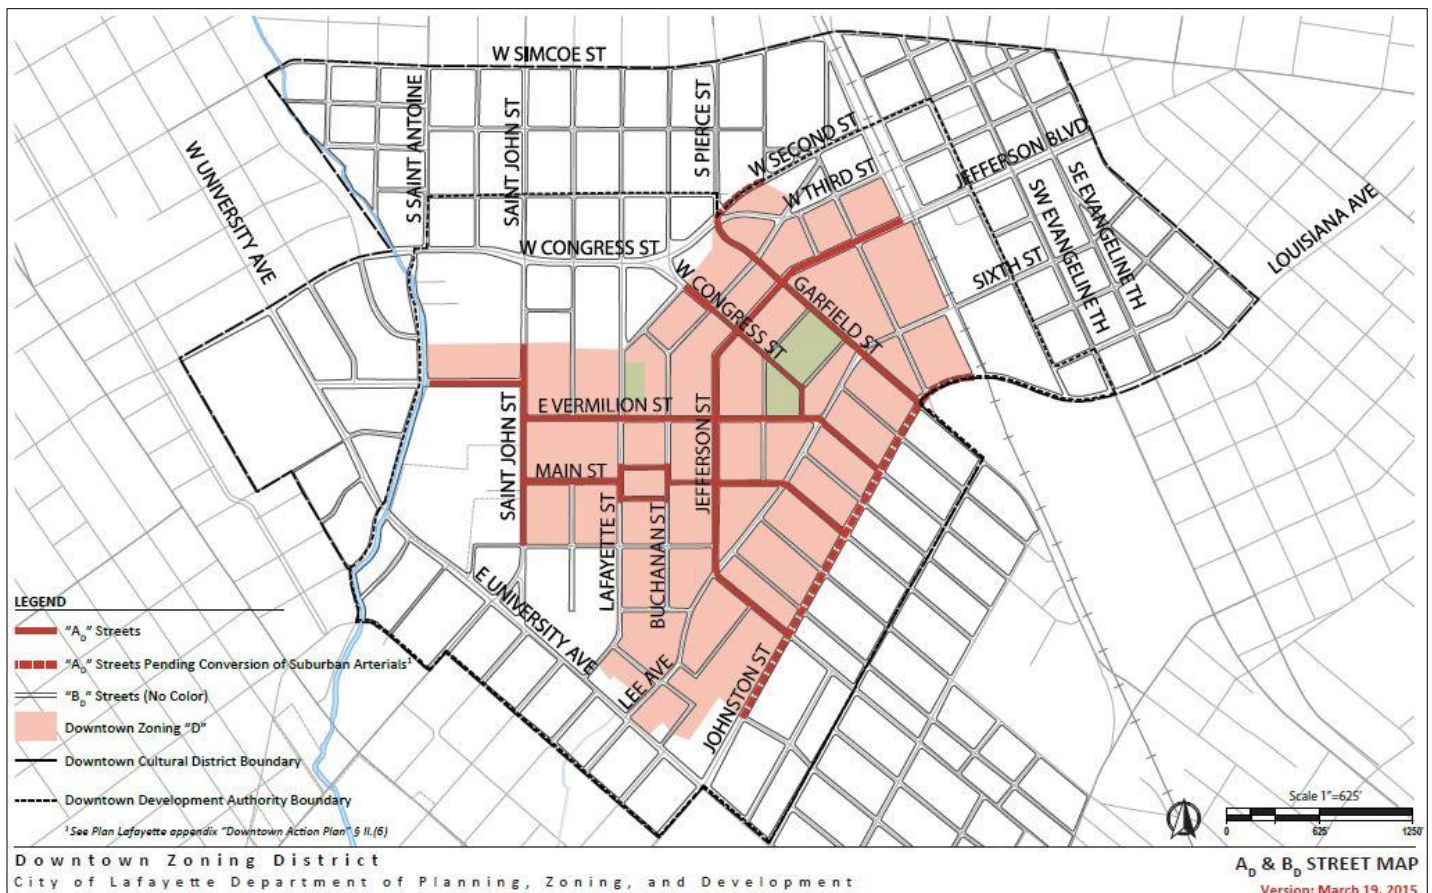 W SIMCOE ST
S SAINT ANTOINE
SAINT JOHN ST
S PIERCE ST
W UNIVERSITY AVE
W SECOND ST
W THIRD ST
JEFFERSON BLVD
SE EVANGELINE TH
SW EVANGELINE TH
LOUISIANA AVE
W CONGRESS ST
SIXTH ST
W CONGRESS ST
GARFIELD ST
E VERMILION ST
SAINT JOHN ST
JEFFERSON ST
MAIN ST
LAFAYETTE ST
BUCHANAN ST
E UNIVERSITY AVE
LEE AVE
JOHNSTON ST
LEGEND
"A_D" Streets
"A_D" Streets Pending Conversion of Suburban Arterials¹
"B_D" Streets (No Color)
Downtown Zoning "D"
Downtown Cultural District Boundary
Downtown Development Authority Boundary
¹ See Plan Lafayette appendix "Downtown Action Plan" § II.(6)
Scale 1"=625'
0 625' 1250'
Downtown Zoning District
A_D & B_D STREET MAP
City of Lafayette Department of Planning, Zoning, and Development
Version: March 19, 2015